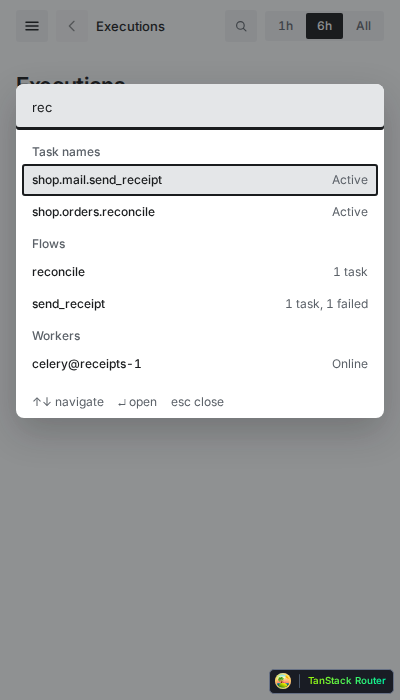 Executions
1h 6h All
Executions
rec
Task names
shop.mail.send_receipt Active
shop.orders.reconcile Active
Flows
reconcile 1 task
send_receipt 1 task, 1 failed
Workers
celery@receipts-1 Online
↑↓ navigate ↵ open esc close
TanStack Router